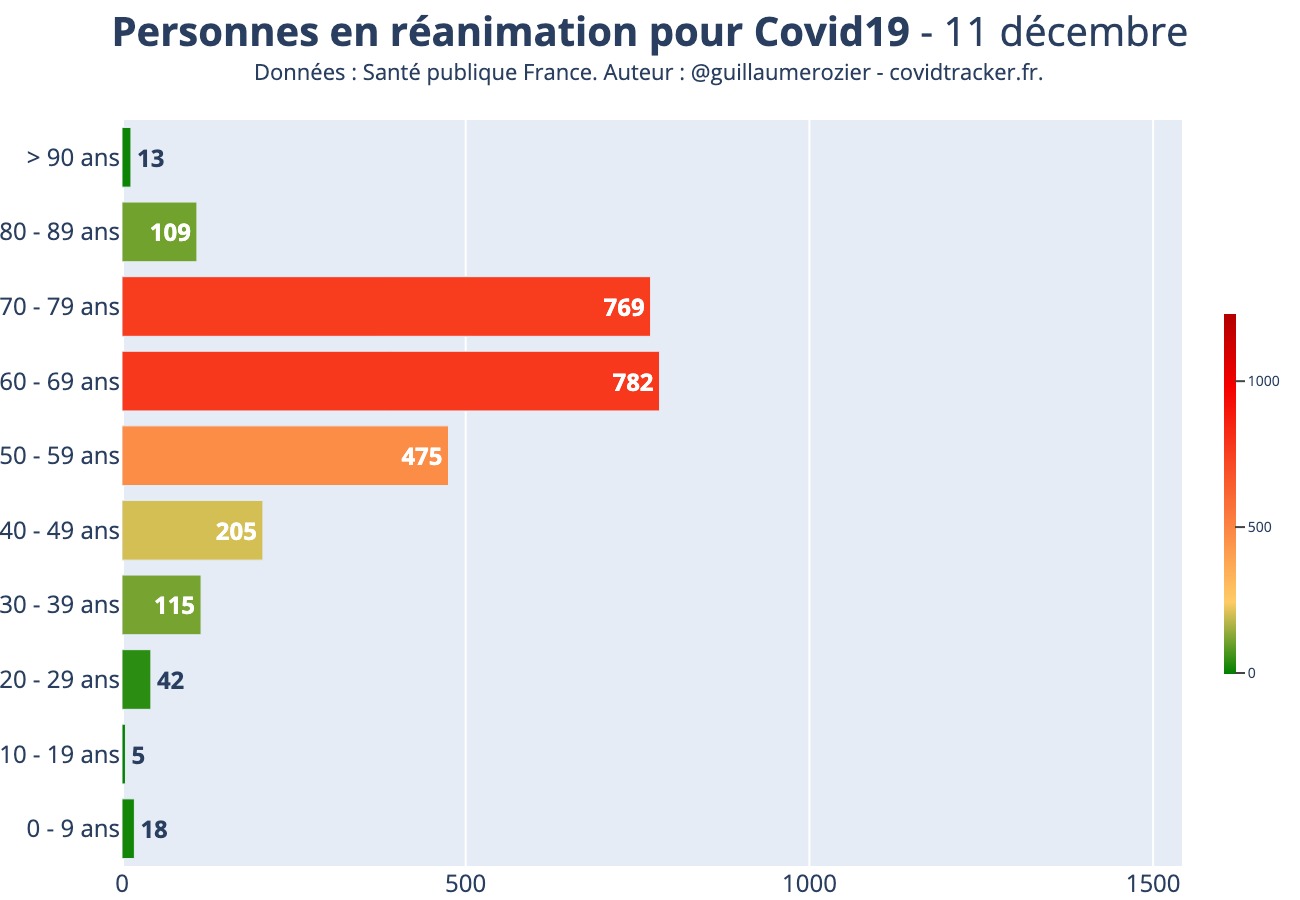 Personnes en réanimation pour Covid19 - 11 décembre
Données : Santé publique France. Auteur : @guillaumerozier - covidtracker.fr.
> 90 ans 13
80 - 89 ans 109
70 - 79 ans 769
60 - 69 ans 782
50 - 59 ans 475
40 - 49 ans 205
30 - 39 ans 115
20 - 29 ans 42
10 - 19 ans 5
0 - 9 ans 18
0 500 1000 1500
1000
500
0